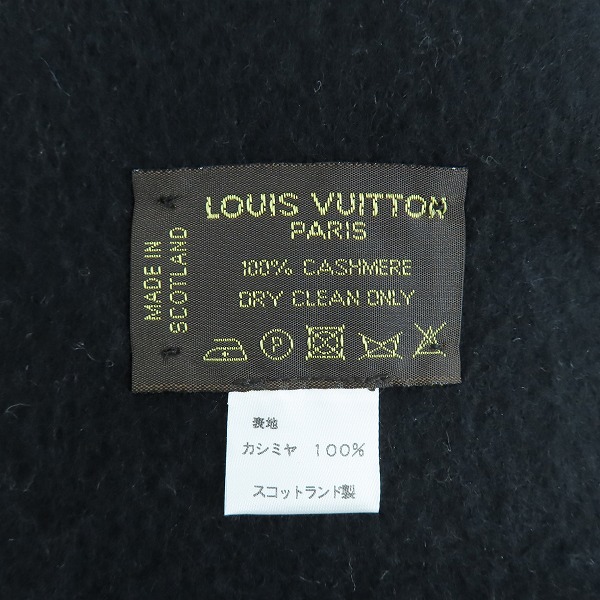 LOUIS VUITTON
PARIS
100% CASHMERE
DRY CLEAN ONLY
MADE IN
SCOTLAND
P
表地
カシミヤ 100%
スコットランド製